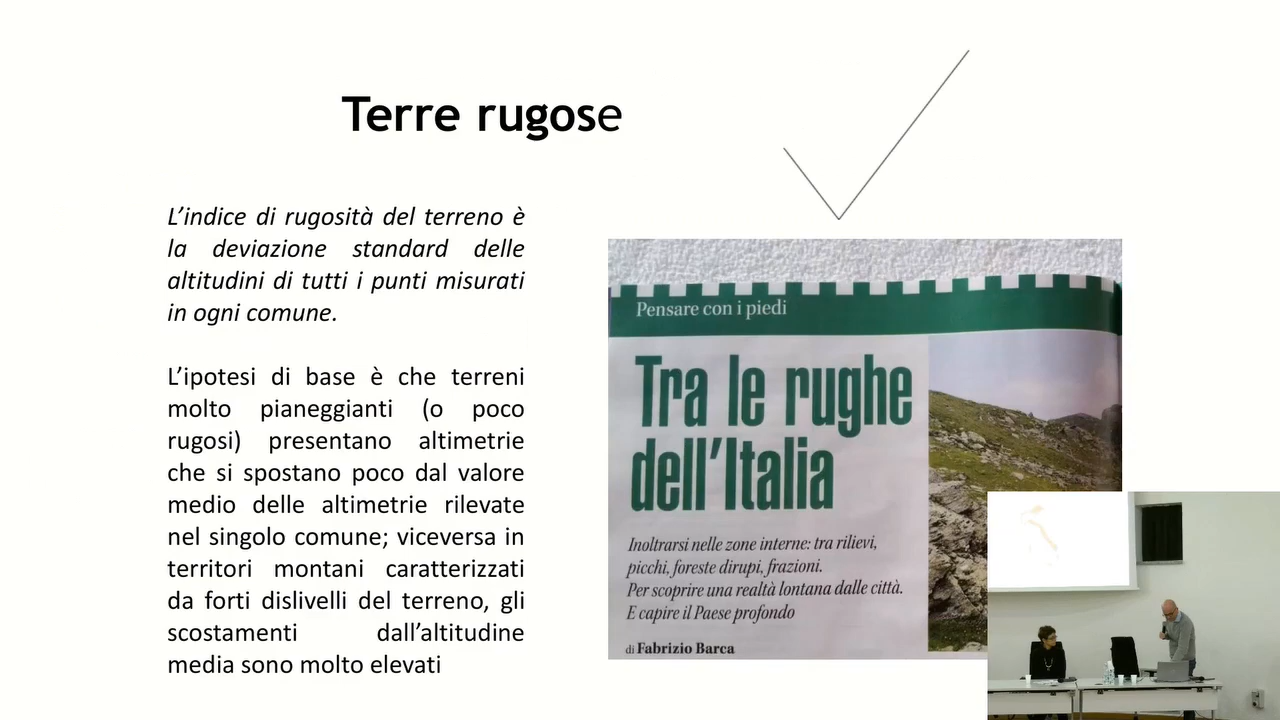 Terre rugose
L’indice di rugosità del terreno è
la deviazione standard delle
altitudini di tutti i punti misurati
in ogni comune.
L’ipotesi di base è che terreni
molto pianeggianti (o poco
rugosi) presentano altimetrie
che si spostano poco dal valore
medio delle altimetrie rilevate
nel singolo comune; viceversa in
territori montani caratterizzati
da forti dislivelli del terreno, gli
scostamenti dall’altitudine
media sono molto elevati
Pensare con i piedi
Tra le rughe
dell’Italia
Inoltrarsi nelle zone interne: tra rilievi,
picchi, foreste dirupi, frazioni.
Per scoprire una realtà lontana dalle città.
E capire il Paese profondo
di Fabrizio Barca